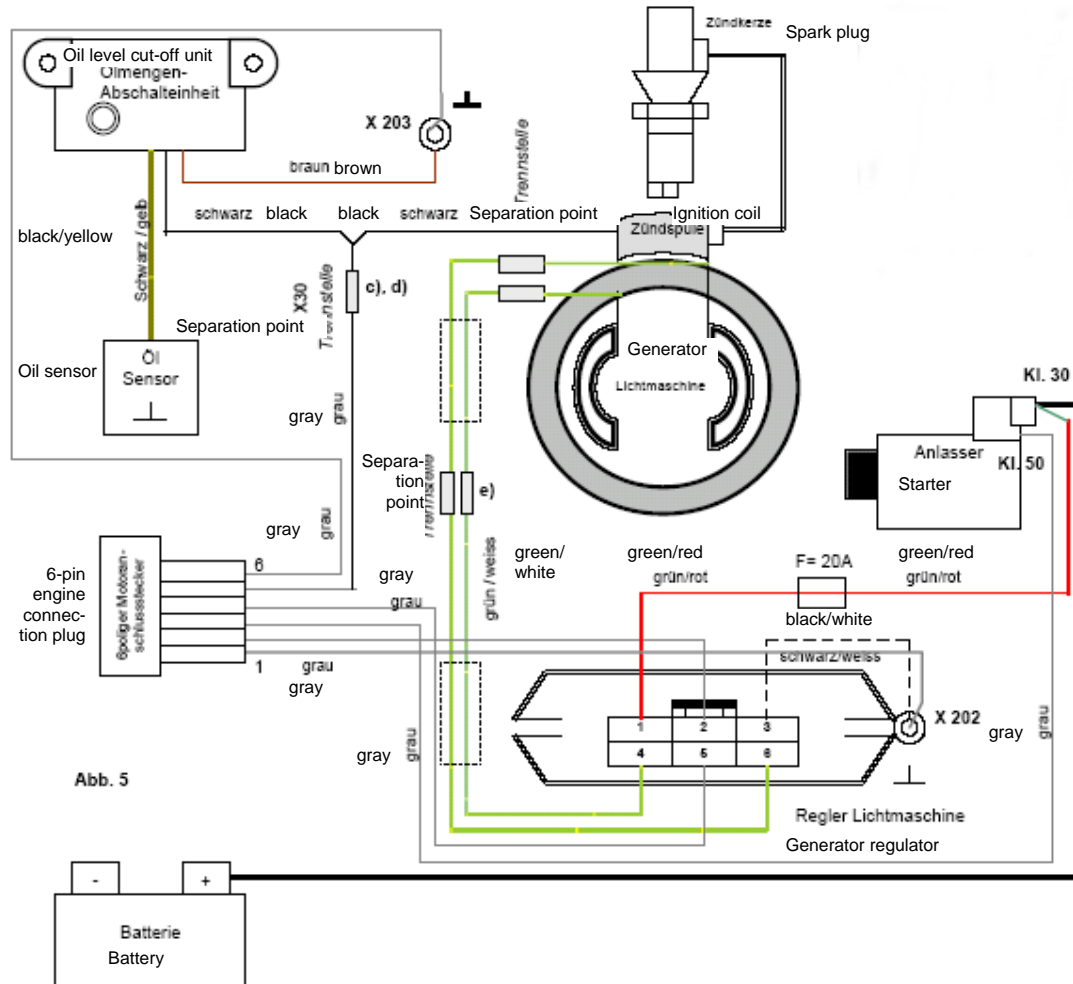 Zündkerze
Spark plug
Oil level cut-off unit
Ölmengen-
Abschalteinheit
X 203
braun brown
Trennstelle
schwarz black black schwarz Separation point Ignition coil
Zündspule
black/yellow
Schwarz / gelb
X30
Trennstelle
c), d)
Separation point
Oil sensor
Öl
Sensor
Generator
Lichtmaschine
Kl. 30
gray grau
Anlasser
Kl. 50
Starter
Separa-
tion
point
Trennstelle
e)
gray grau
6-pin
engine
connec-
tion plug
6poliger Motoran-
schlussstecker
6
gray
grau
1 grau
gray
grün / weiss
green/
white
green/red
grün/rot
F= 20A
green/red
grün/rot
black/white
schwarz/weiss
1 2 3
4 5 6
X 202
gray grau
gray grau
Abb. 5
Regler Lichtmaschine
Generator regulator
- +
Batterie
Battery